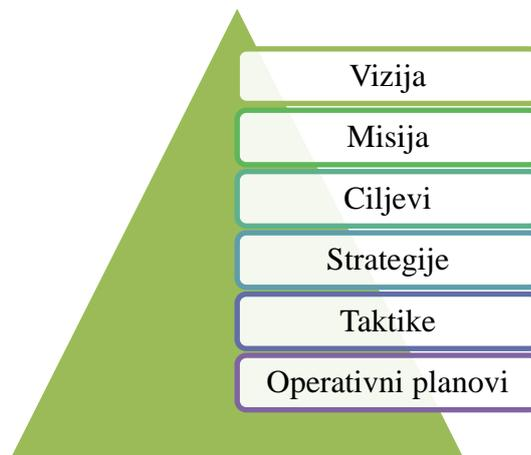 Vizija
Misija
Ciljevi
Strategije
Taktike
Operativni planovi